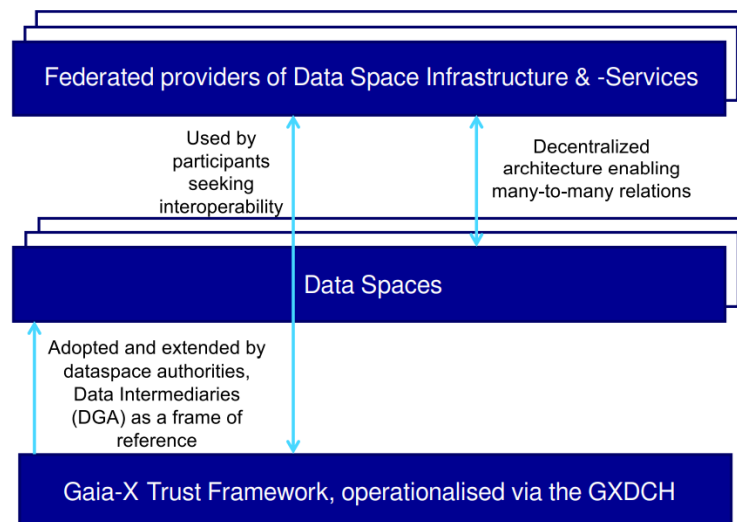 Federated providers of Data Space Infrastructure & -Services
Used by
participants
seeking
interoperability
Decentralized
architecture enabling
many-to-many relations
Data Spaces
Adopted and extended by
dataspace authorities,
Data Intermediaries
(DGA) as a frame of
reference
Gaia-X Trust Framework, operationalised via the GXDCH